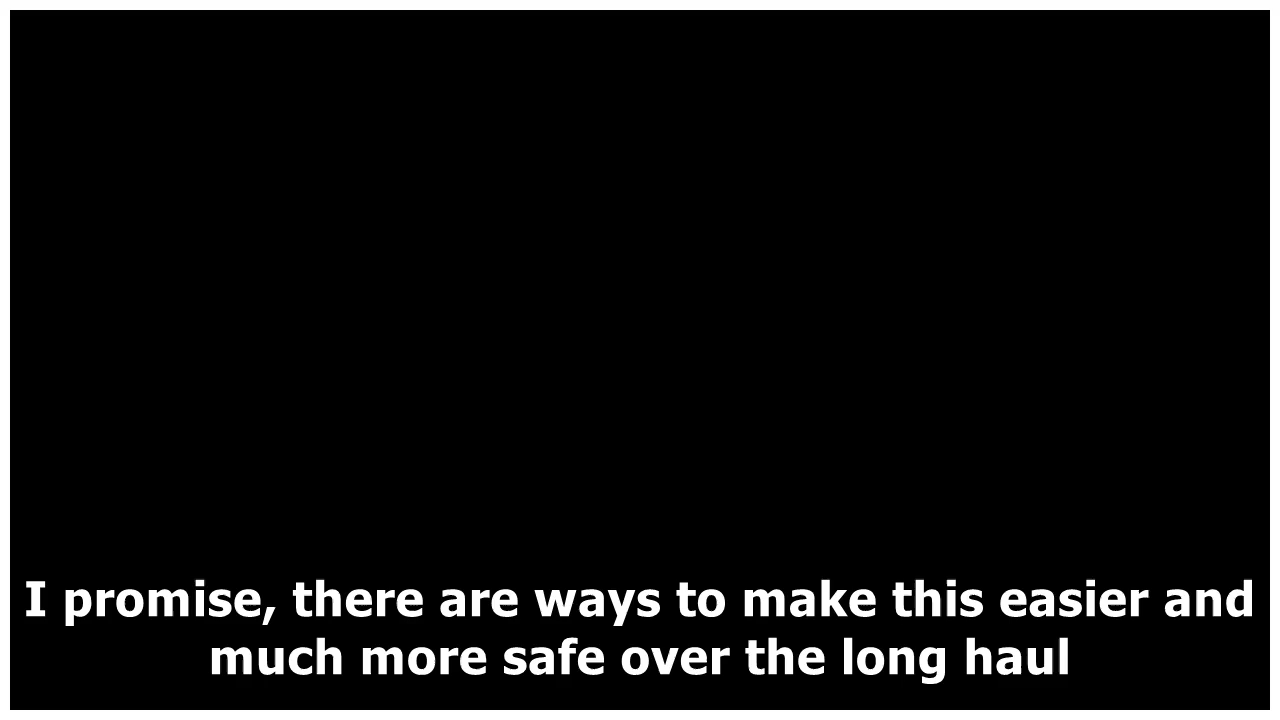 I promise, there are ways to make this easier and
much more safe over the long haul